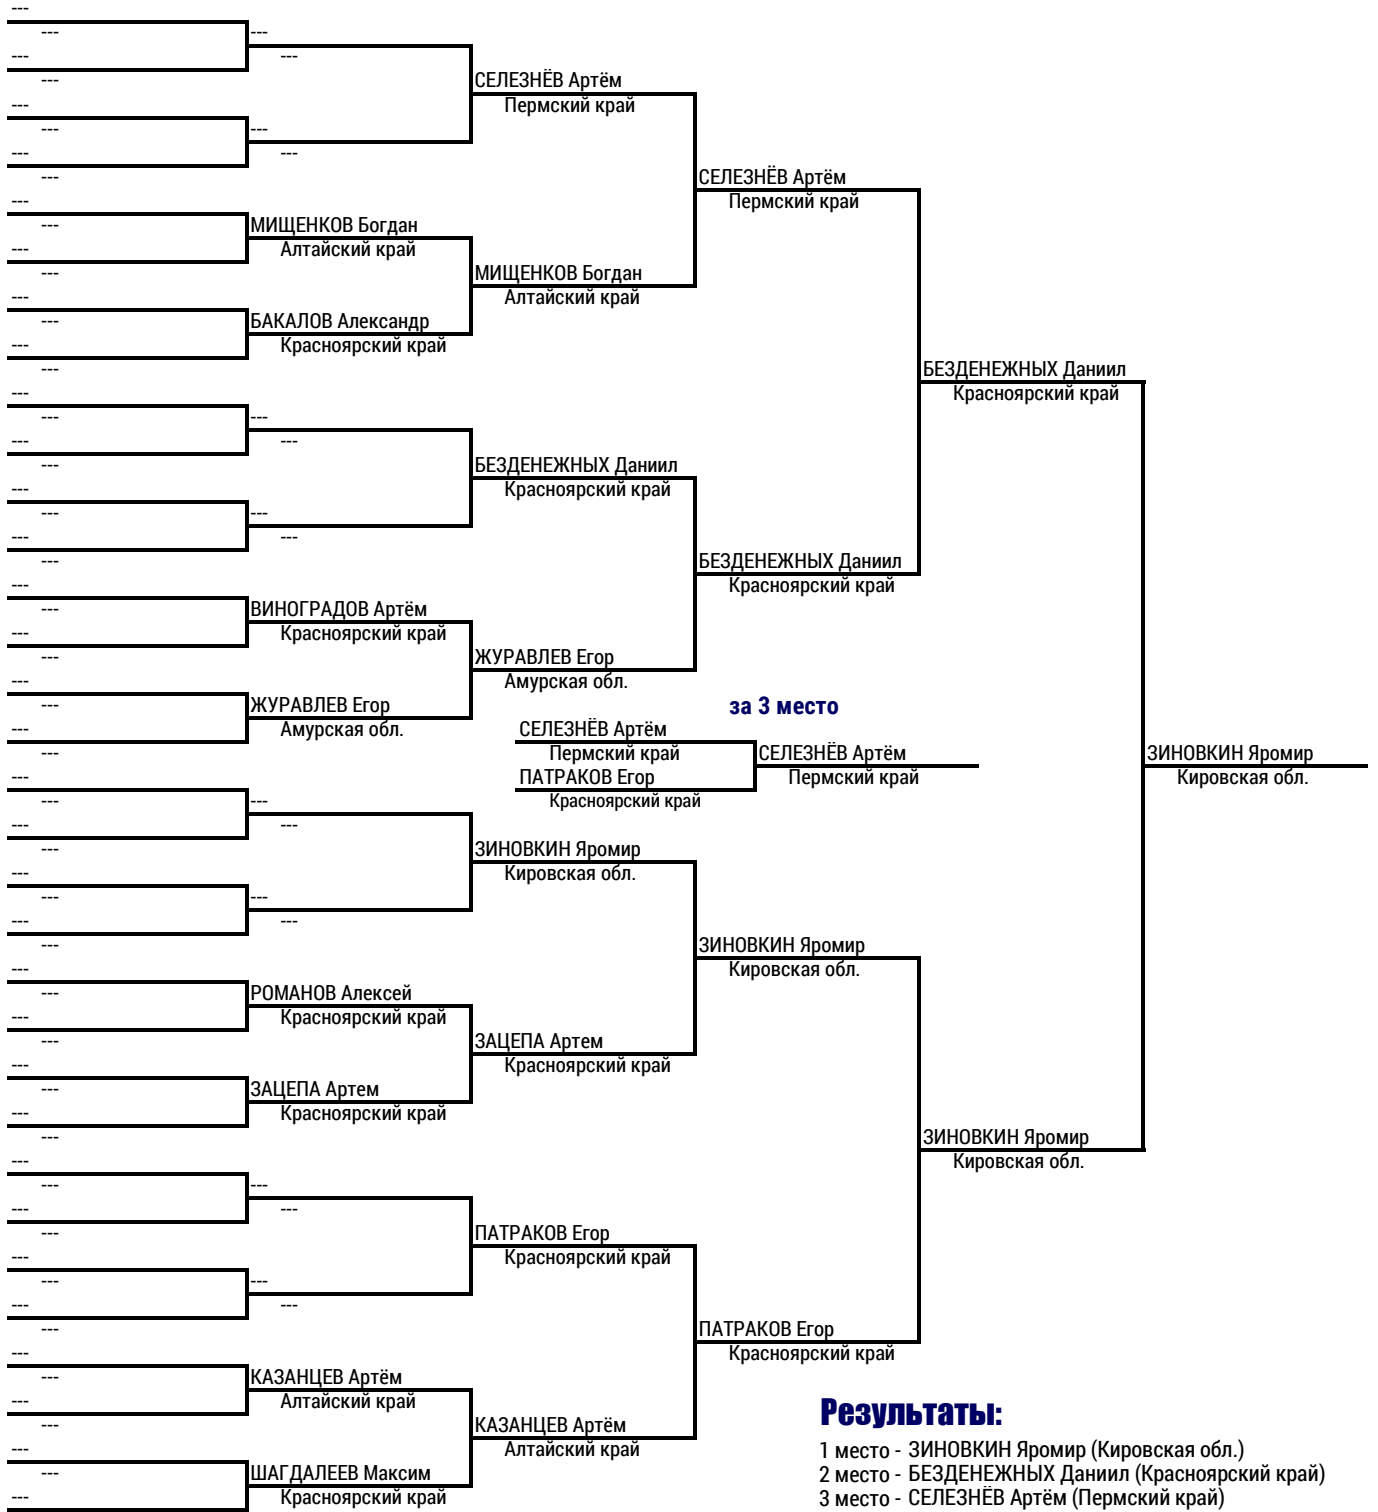 ---
---
---
---
---
---
---
---
---
---
---
---
СЕЛЕЗНЁВ Артём
Пермский край
---
---
---
---
СЕЛЕЗНЁВ Артём
Пермский край
---
---
МИЩЕНКОВ Богдан
Алтайский край
---
---
МИЩЕНКОВ Богдан
Алтайский край
---
---
БАКАЛОВ Александр
Красноярский край
---
---
БЕЗДЕНЕЖНЫХ Даниил
Красноярский край
---
---
---
---
---
---
БЕЗДЕНЕЖНЫХ Даниил
Красноярский край
---
---
---
---
---
---
БЕЗДЕНЕЖНЫХ Даниил
Красноярский край
---
---
ВИНОГРАДОВ Артём
Красноярский край
---
---
ЖУРАВЛЕВ Егор
Амурская обл.
---
---
ЖУРАВЛЕВ Егор
Амурская обл.
---
---
за 3 место
СЕЛЕЗНЁВ Артём
Пермский край
ПАТРАКОВ Егор
Красноярский край
СЕЛЕЗНЁВ Артём
Пермский край
ЗИНОВКИН Яромир
Кировская обл.
---
---
---
---
---
---
ЗИНОВКИН Яромир
Кировская обл.
---
---
---
---
---
---
ЗИНОВКИН Яромир
Кировская обл.
---
---
РОМАНОВ Алексей
Красноярский край
---
---
ЗАЦЕПА Артем
Красноярский край
---
---
ЗАЦЕПА Артем
Красноярский край
---
---
ЗИНОВКИН Яромир
Кировская обл.
---
---
---
---
---
---
ПАТРАКОВ Егор
Красноярский край
---
---
---
---
---
---
ПАТРАКОВ Егор
Красноярский край
---
---
КАЗАНЦЕВ Артём
Алтайский край
---
---
КАЗАНЦЕВ Артём
Алтайский край
---
---
ШАГДАЛЕЕВ Максим
Красноярский край
---
Результаты:
1 место - ЗИНОВКИН Яромир (Кировская обл.)
2 место - БЕЗДЕНЕЖНЫХ Даниил (Красноярский край)
3 место - СЕЛЕЗНЁВ Артём (Пермский край)